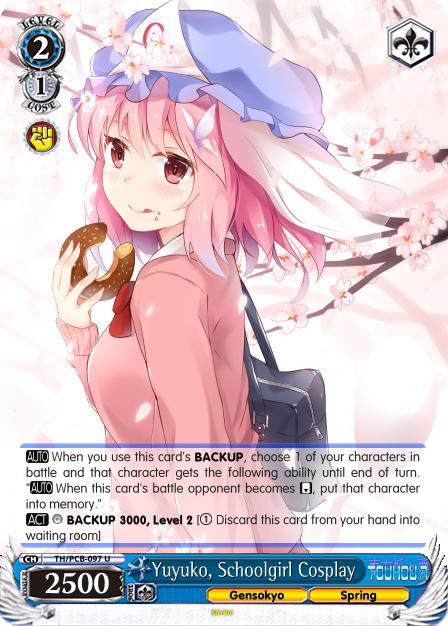 LEVEL
2
1
COST
AUTO When you use this card's BACKUP, choose 1 of your characters in
battle and that character gets the following ability until end of turn.
"AUTO When this card's battle opponent becomes , put that character
into memory."
ACT BACKUP 3000, Level 2 [① Discard this card from your hand into
waiting room]
CH TH/PCB-097 U
POWER 2500 SOUL Yuyuko, Schoolgirl Cosplay TOUHOU
Gensokyo Spring